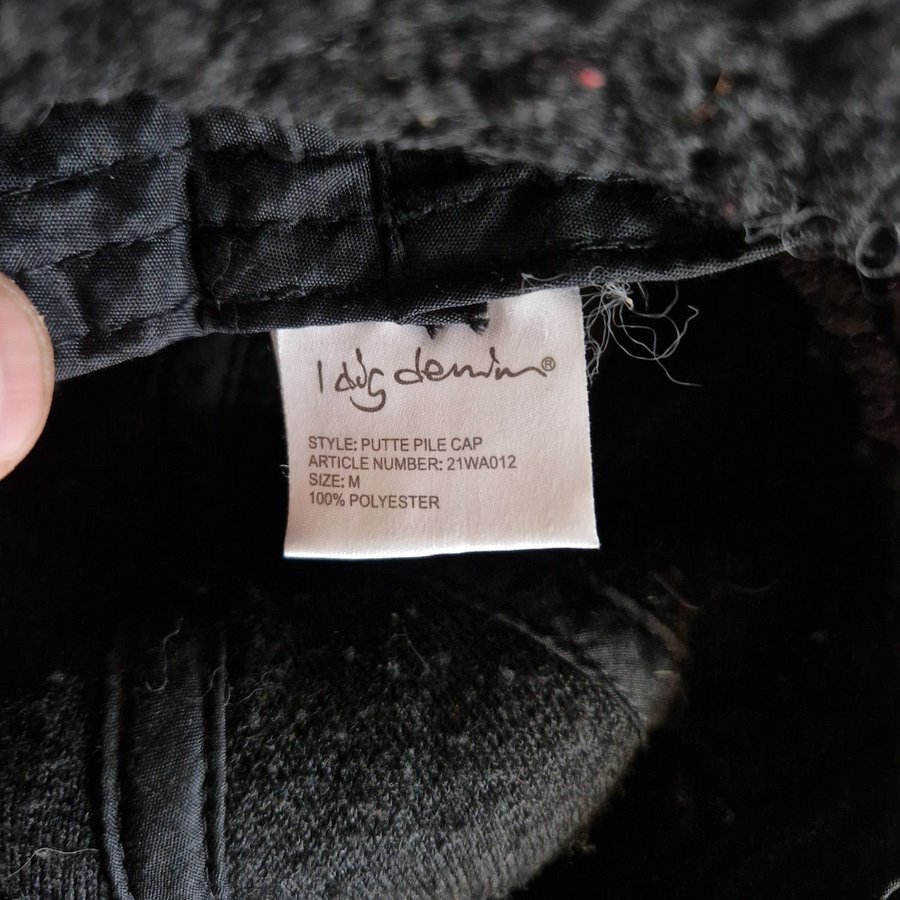 I dig denim®
STYLE: PUTTE PILE CAP
ARTICLE NUMBER: 21WA012
SIZE: M
100% POLYESTER